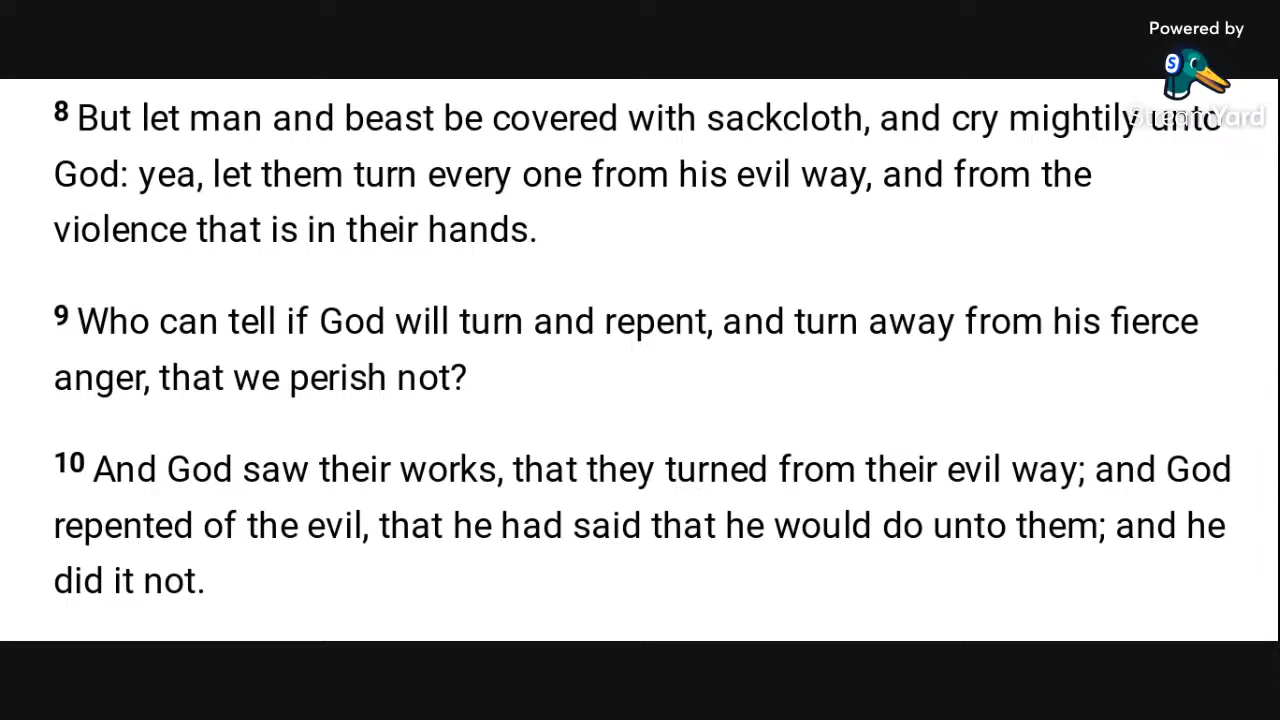 Powered by
S
StreamYard
8 But let man and beast be covered with sackcloth, and cry mightily unto
God: yea, let them turn every one from his evil way, and from the
violence that is in their hands.
9 Who can tell if God will turn and repent, and turn away from his fierce
anger, that we perish not?
10 And God saw their works, that they turned from their evil way; and God
repented of the evil, that he had said that he would do unto them; and he
did it not.